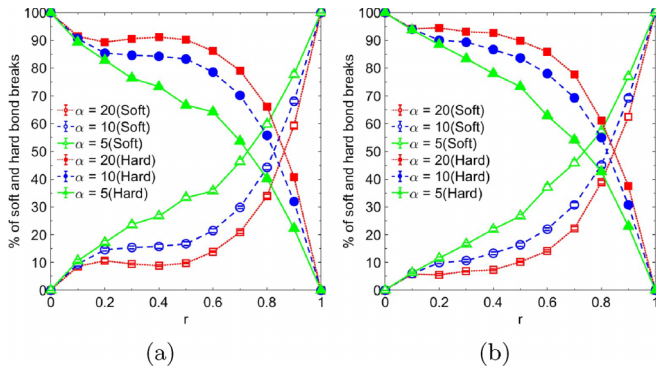 % of soft and hard bond breaks
100
90
80
70
60
50
40
30
20
10
0
α = 20(Soft)
α = 10(Soft)
α = 5(Soft)
α = 20(Hard)
α = 10(Hard)
α = 5(Hard)
0 0.2 0.4 0.6 0.8 1
r
(a)
% of soft and hard bond breaks
100
90
80
70
60
50
40
30
20
10
0
α = 20(Soft)
α = 10(Soft)
α = 5(Soft)
α = 20(Hard)
α = 10(Hard)
α = 5(Hard)
0 0.2 0.4 0.6 0.8 1
r
(b)